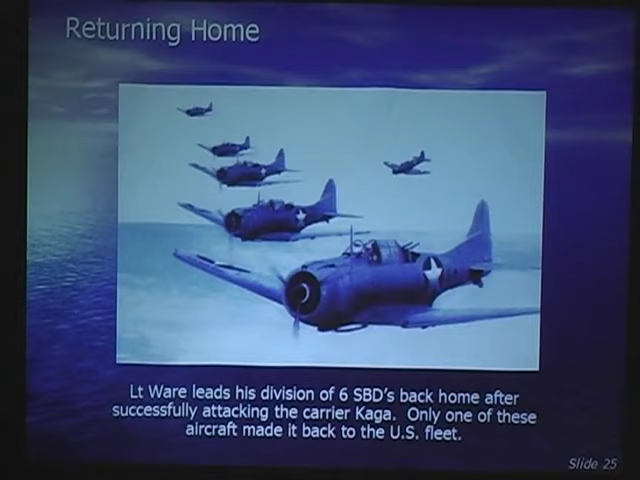 Returning Home
Lt Ware leads his division of 6 SBD's back home after
successfully attacking the carrier Kaga. Only one of these
aircraft made it back to the U.S. fleet.
Slide 25